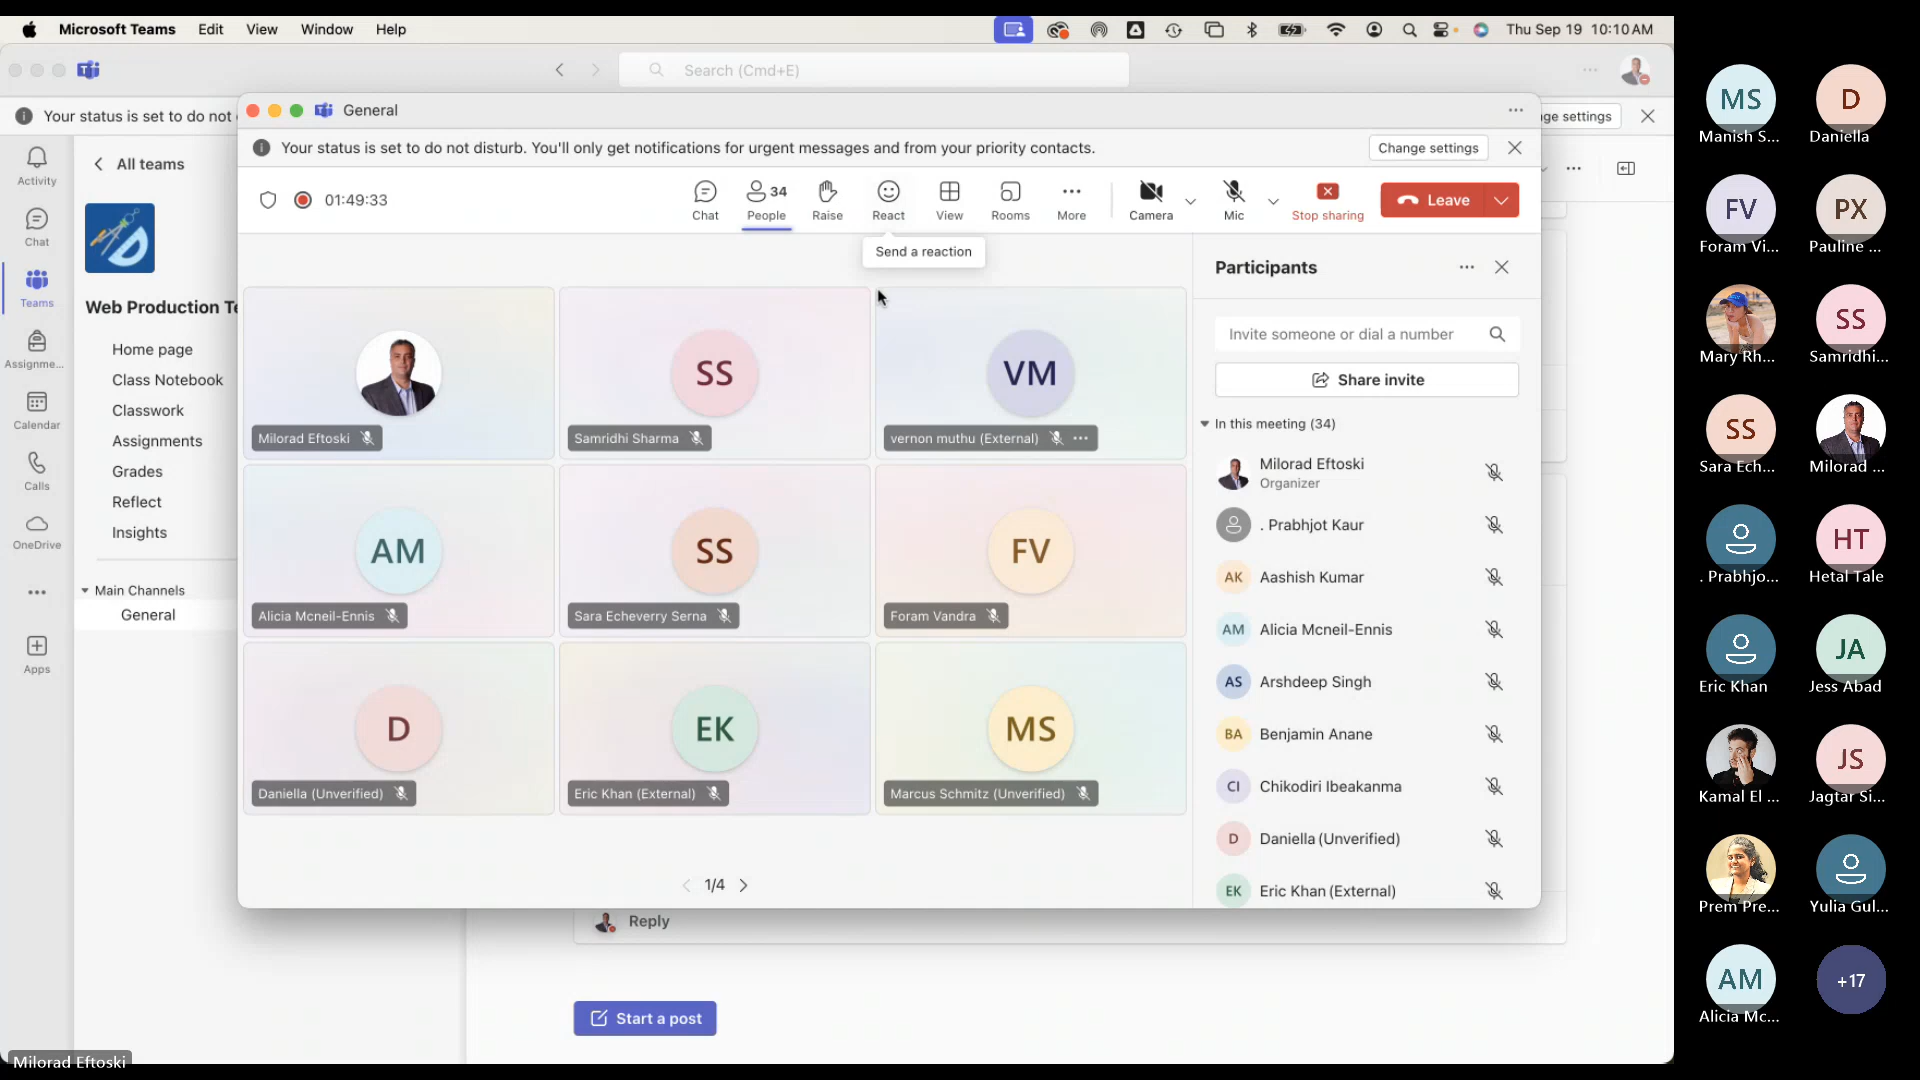 Microsoft Teams Edit View Window Help
Thu Sep 19 10:10 AM
Search (Cmd+E)
Your status is set to do not
ge settings
General
Your status is set to do not disturb. You'll only get notifications for urgent messages and from your priority contacts.
Change settings
01:49:33
34
Chat People Raise React View Rooms More Camera Mic Stop sharing
Leave
Send a reaction
Activity
Chat
Teams
Assignme...
Calendar
Calls
OneDrive
Apps
All teams
Web Production Te
Home page
Class Notebook
Classwork
Assignments
Grades
Reflect
Insights
Main Channels
General
Milorad Eftoski
SS
Samridhi Sharma
VM
vernon muthu (External)
AM
Alicia Mcneil-Ennis
SS
Sara Echeverry Serna
FV
Foram Vandra
D
Daniella (Unverified)
EK
Eric Khan (External)
MS
Marcus Schmitz (Unverified)
1/4
Participants
Invite someone or dial a number
Share invite
In this meeting (34)
Milorad Eftoski
Organizer
. Prabhjot Kaur
AK Aashish Kumar
AM Alicia Mcneil-Ennis
AS Arshdeep Singh
BA Benjamin Anane
CI Chikodiri Ibeakanma
D Daniella (Unverified)
EK Eric Khan (External)
Reply
Start a post
Milorad Eftoski
MS D
Manish S... Daniella
FV PX
Foram Vi... Pauline ...
SS
Mary Rh... Samridhi...
SS
Sara Ech... Milorad ...
HT
. Prabhjo... Hetal Tale
JA
Eric Khan Jess Abad
JS
Kamal El ... Jagtar Si...
Prem Pre... Yulia Gul...
AM +17
Alicia Mc...